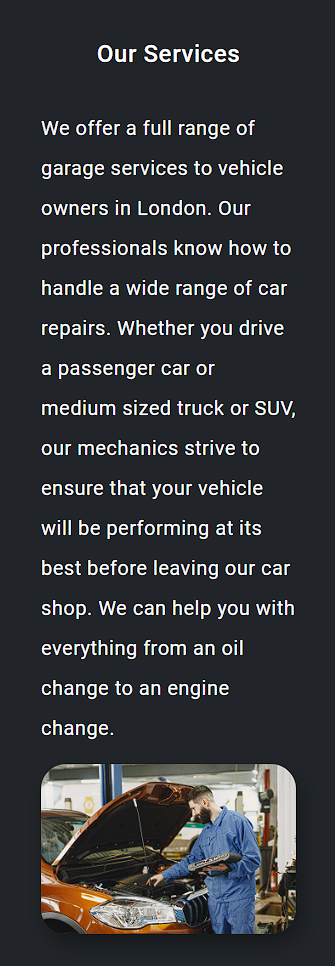 Our Services
We offer a full range of
garage services to vehicle
owners in London. Our
professionals know how to
handle a wide range of car
repairs. Whether you drive
a passenger car or
medium sized truck or SUV,
our mechanics strive to
ensure that your vehicle
will be performing at its
best before leaving our car
shop. We can help you with
everything from an oil
change to an engine
change.